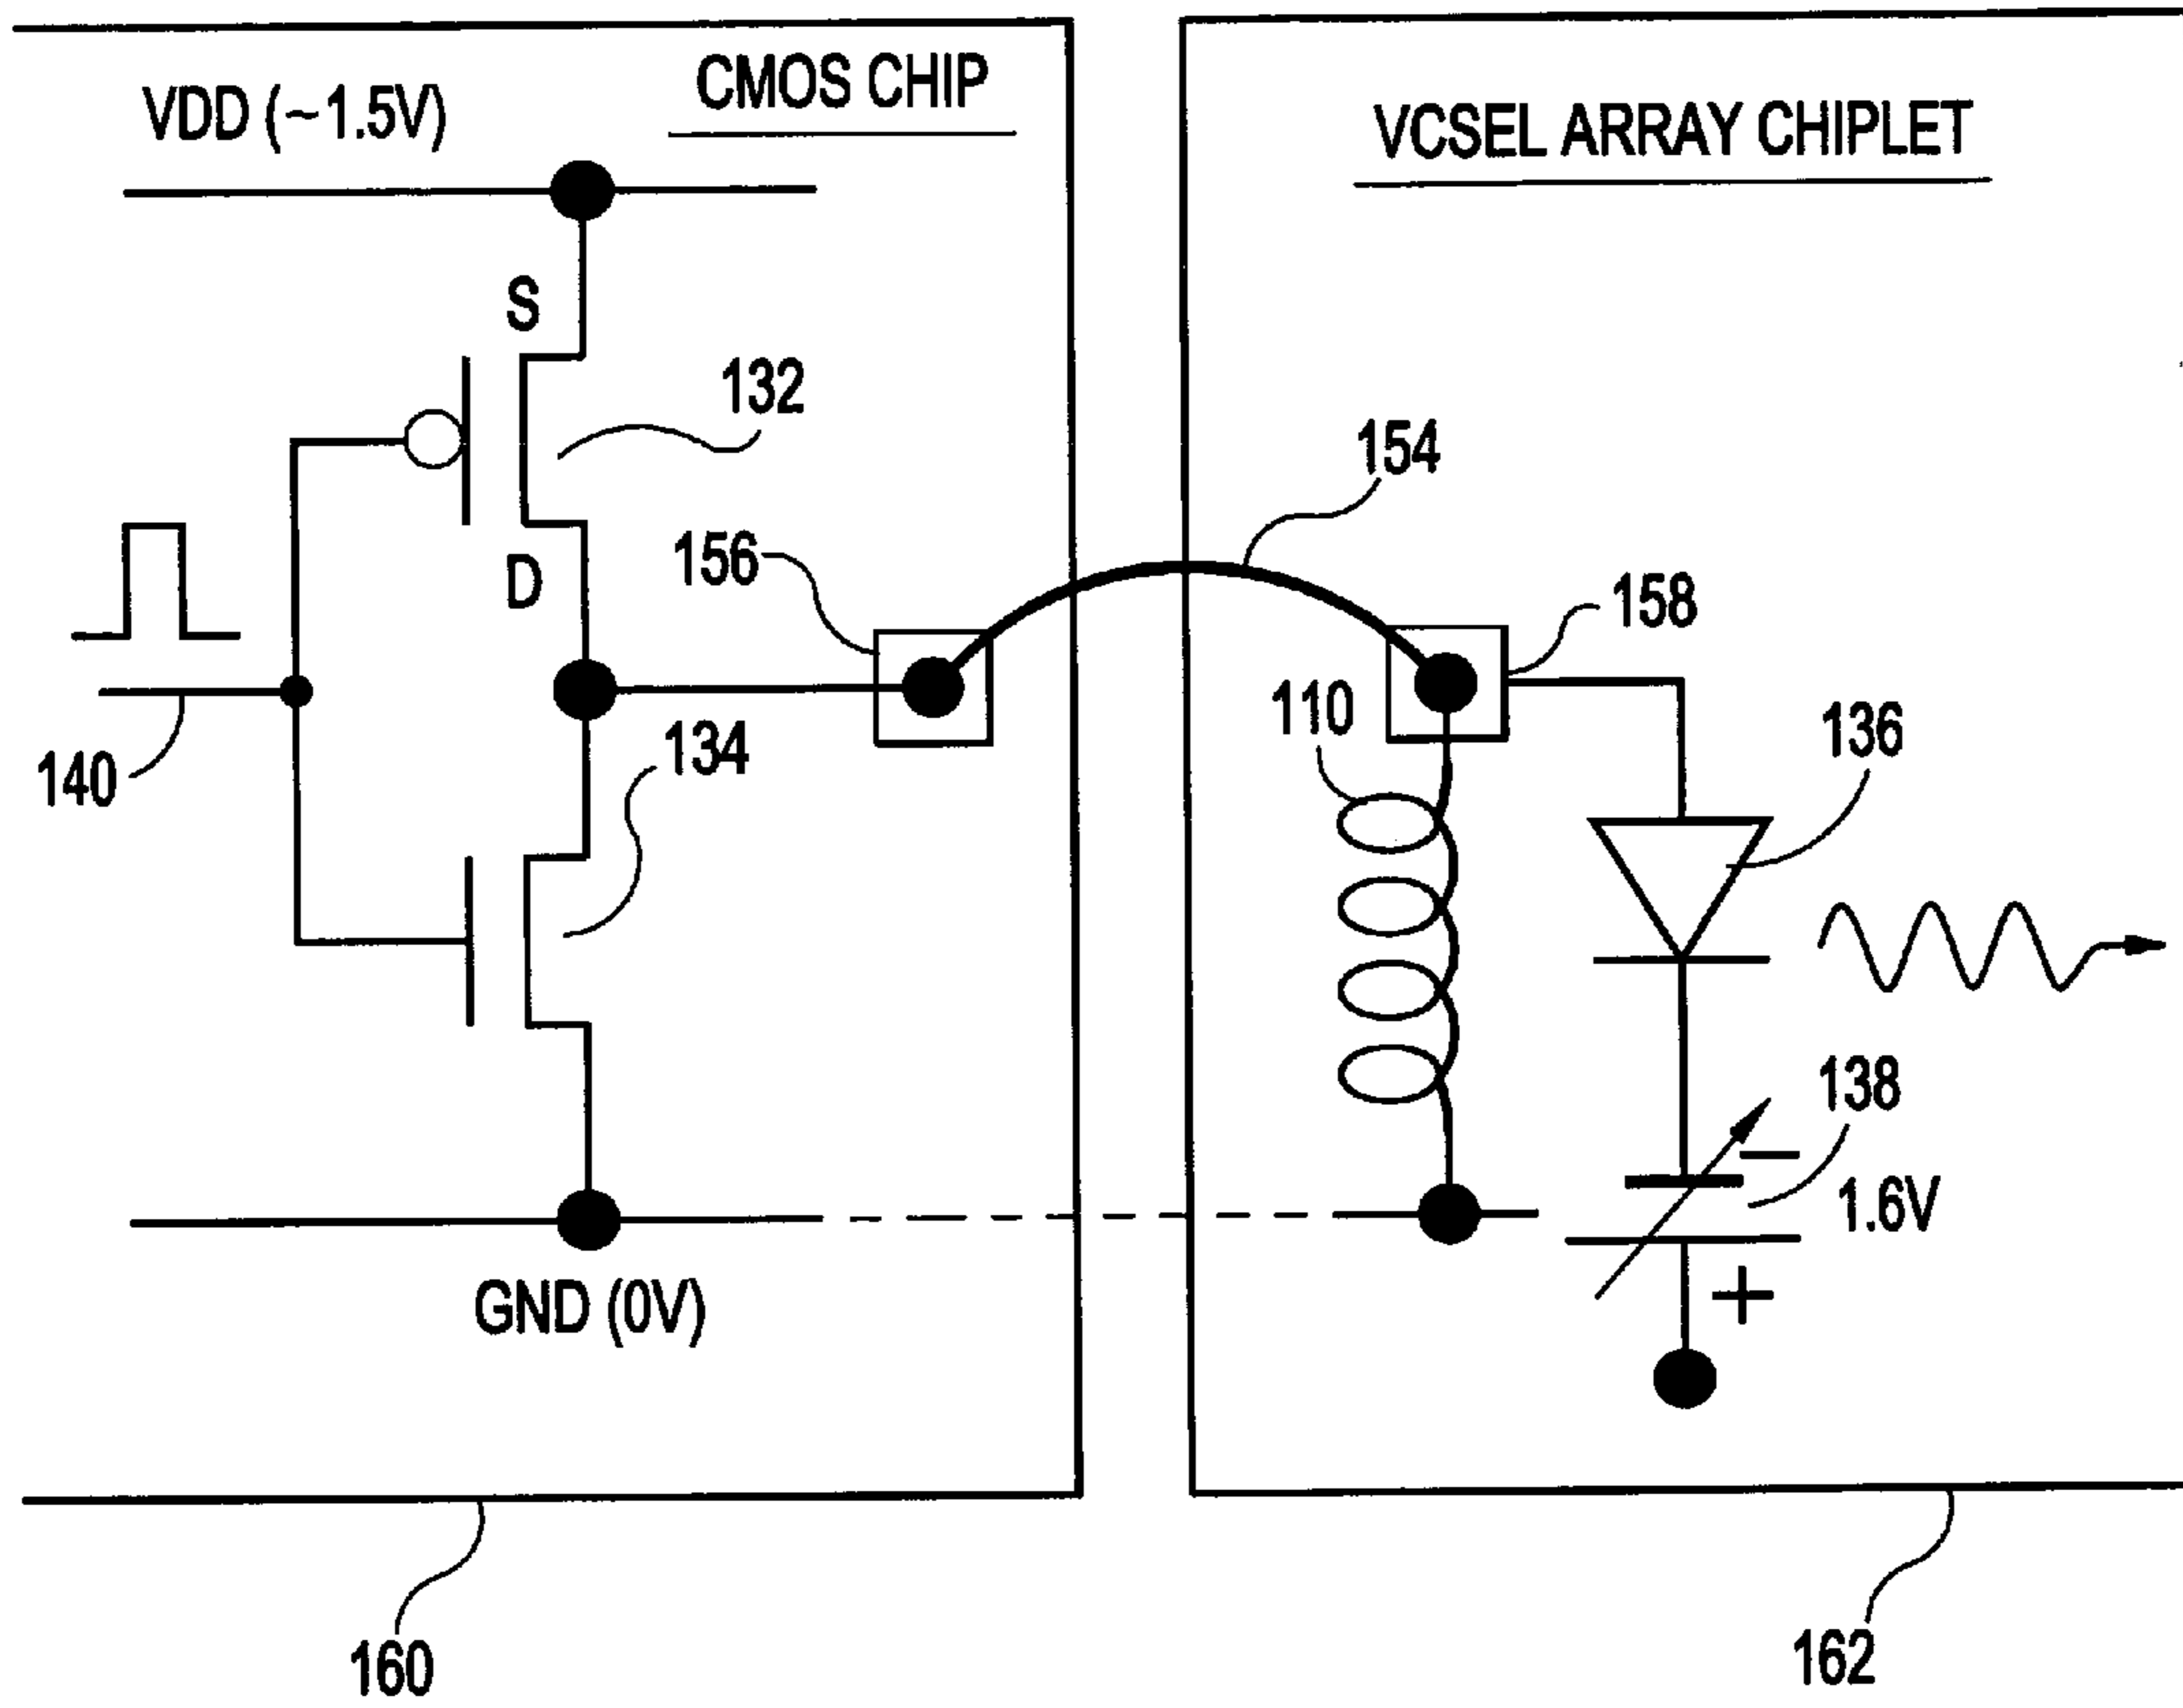 CMOS CHIP
VDD (~1.5V)
VCSEL ARRAY CHIPLET
S
132
154
156
D
158
110
136
134
140
138
−
1.6V
GND (0V)
+
160
162